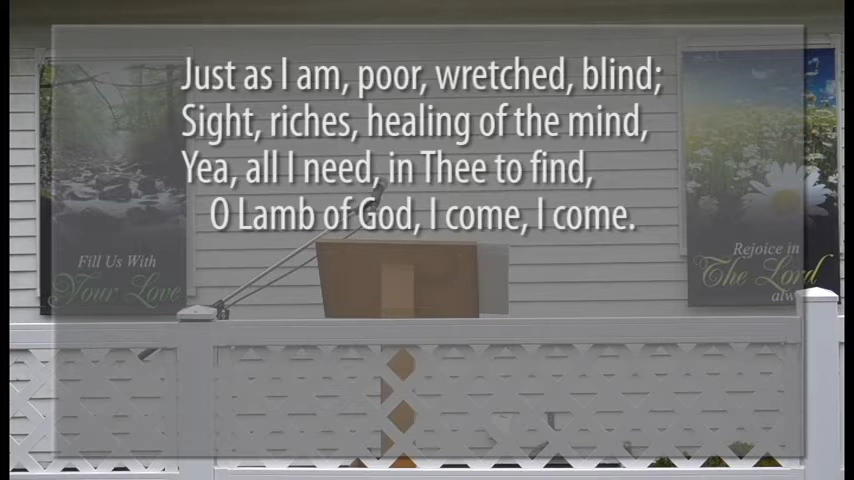 Just as I am, poor, wretched, blind;
Sight, riches, healing of the mind,
Yea, all I need, in Thee to find,
O Lamb of God, I come, I come.
Fill Us With
Your Love
Rejoice in
The Lord
alw